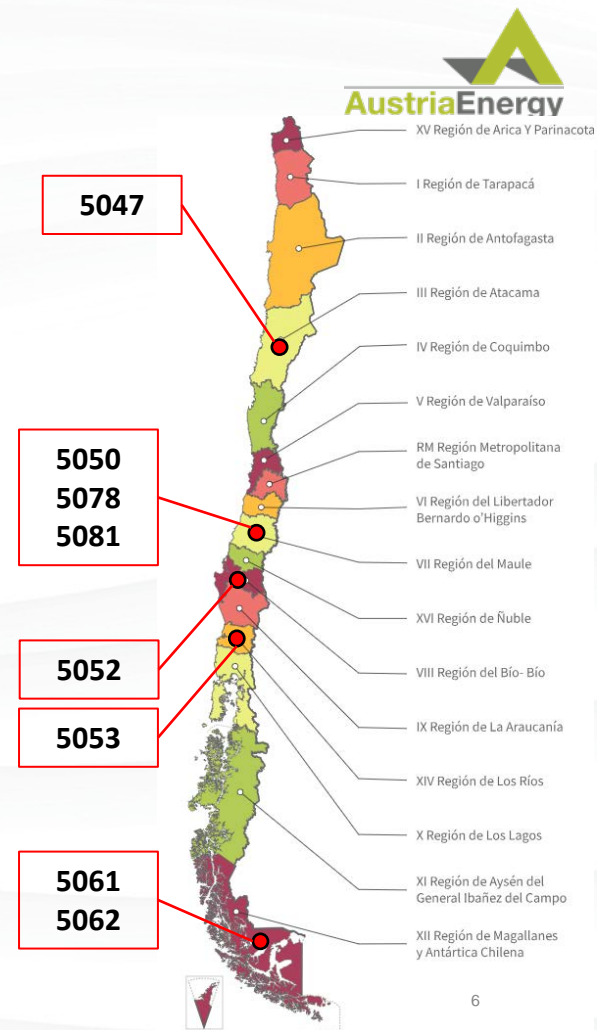 AustriaEnergy
XV Región de Arica Y Parinacota
I Región de Tarapacá
5047
II Región de Antofagasta
III Región de Atacama
IV Región de Coquimbo
V Región de Valparaíso
RM Región Metropolitana
de Santiago
5050
5078
5081
VI Región del Libertador
Bernardo o'Higgins
VII Región del Maule
XVI Región de Ñuble
5052
VIII Región del Bío- Bío
5053
IX Región de La Araucanía
XIV Región de Los Ríos
X Región de Los Lagos
5061
5062
XI Región de Aysén del
General Ibañez del Campo
XII Región de Magallanes
y Antártica Chilena
6